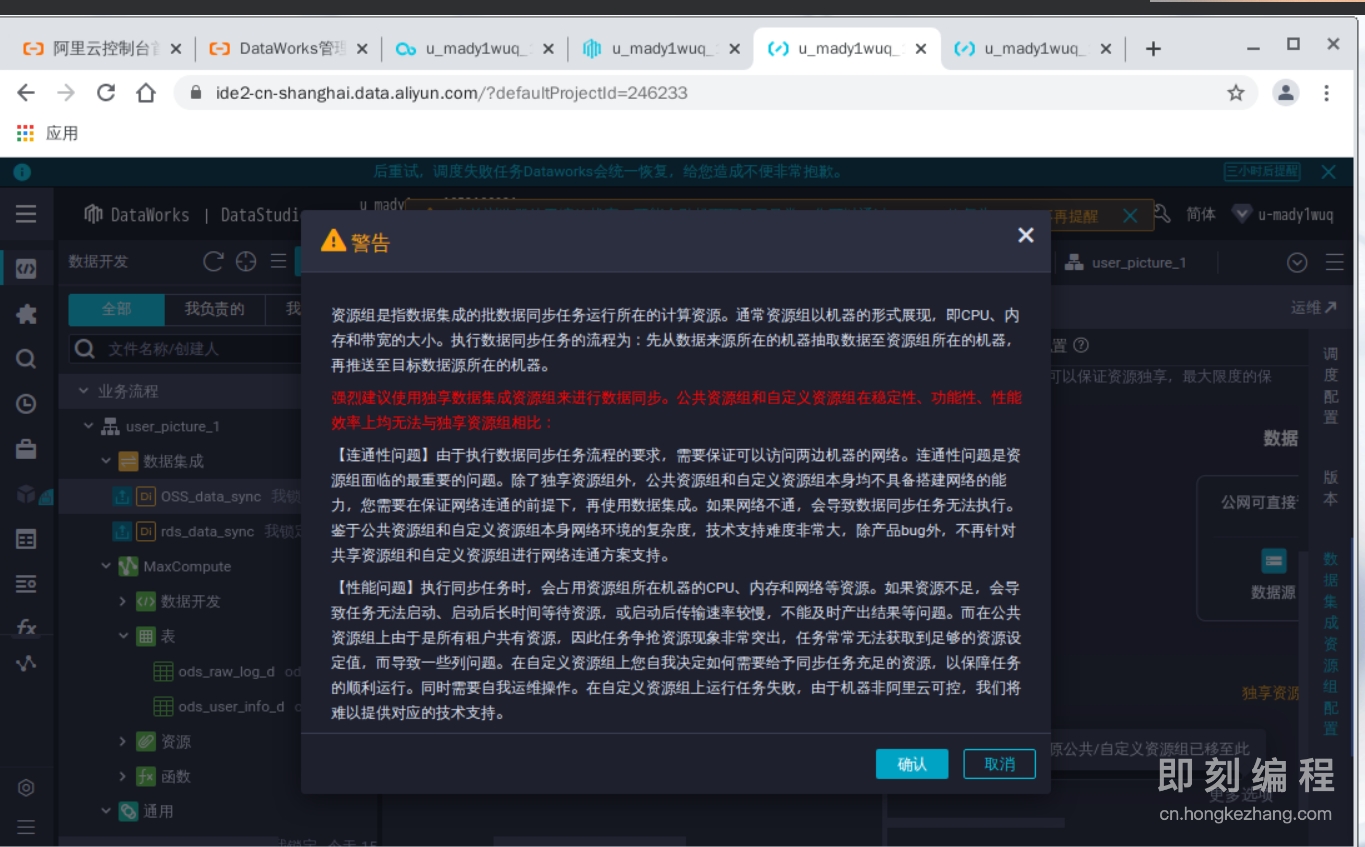 阿里云控制台
DataWorks管理
u_mady1wuq_
u_mady1wuq_
u_mady1wuq_
u_mady1wuq_
ide2-cn-shanghai.data.aliyun.com/?defaultProjectId=246233
应用
后重试，调度失败任务Dataworks会统一恢复，给您造成不便非常抱歉。
三小时后提醒
DataWorks | DataStudi
u_mady
再提醒
简体
u-mady1wuq
数据开发
user_picture_1
全部
我负责的
我
运维
文件名称/创建人
业务流程
user_picture_1
数据集成
Di OSS_data_sync 我锁
Di rds_data_sync 我锁定
MaxCompute
数据开发
表
ods_raw_log_d od
ods_user_info_d
资源
函数
通用
警告
资源组是指数据集成的批数据同步任务运行所在的计算资源。通常资源组以机器的形式展现，即CPU、内
存和带宽的大小。执行数据同步任务的流程为：先从数据来源所在的机器抽取数据至资源组所在的机器，
再推送至目标数据源所在的机器。
强烈建议使用独享数据集成资源组来进行数据同步。公共资源组和自定义资源组在稳定性、功能性、性能
效率上均无法与独享资源组相比：
【连通性问题】由于执行数据同步任务流程的要求，需要保证可以访问两边机器的网络。连通性问题是资
源组面临的最重要的问题。除了独享资源组外，公共资源组和自定义资源组本身均不具备搭建网络的能
力，您需要在保证网络连通的前提下，再使用数据集成。如果网络不通，会导致数据同步任务无法执行。
鉴于公共资源组和自定义资源组本身网络环境的复杂度，技术支持难度非常大，除产品bug外，不再针对
共享资源组和自定义资源组进行网络连通方案支持。
【性能问题】执行同步任务时，会占用资源组所在机器的CPU、内存和网络等资源。如果资源不足，会导
致任务无法启动、启动后长时间等待资源，或启动后传输速率较慢，不能及时产出结果等问题。而在公共
资源组上由于是所有租户共有资源，因此任务争抢资源现象非常突出，任务常常无法获取到足够的资源设
定值，而导致一些列问题。在自定义资源组上您自我决定如何需要给予同步任务充足的资源，以保障任务
的顺利运行。同时需要自我运维操作。在自定义资源组上运行任务失败，由于机器非阿里云可控，我们将
难以提供对应的技术支持。
确认
取消
置
可以保证资源独享，最大限度的保
数据
公网可直接
数据源
独享资源
源公共/自定义资源组已移至此
更多选项
调度配置
版本
数据集成资源组配置
即刻编程
cn.hongkezhang.com